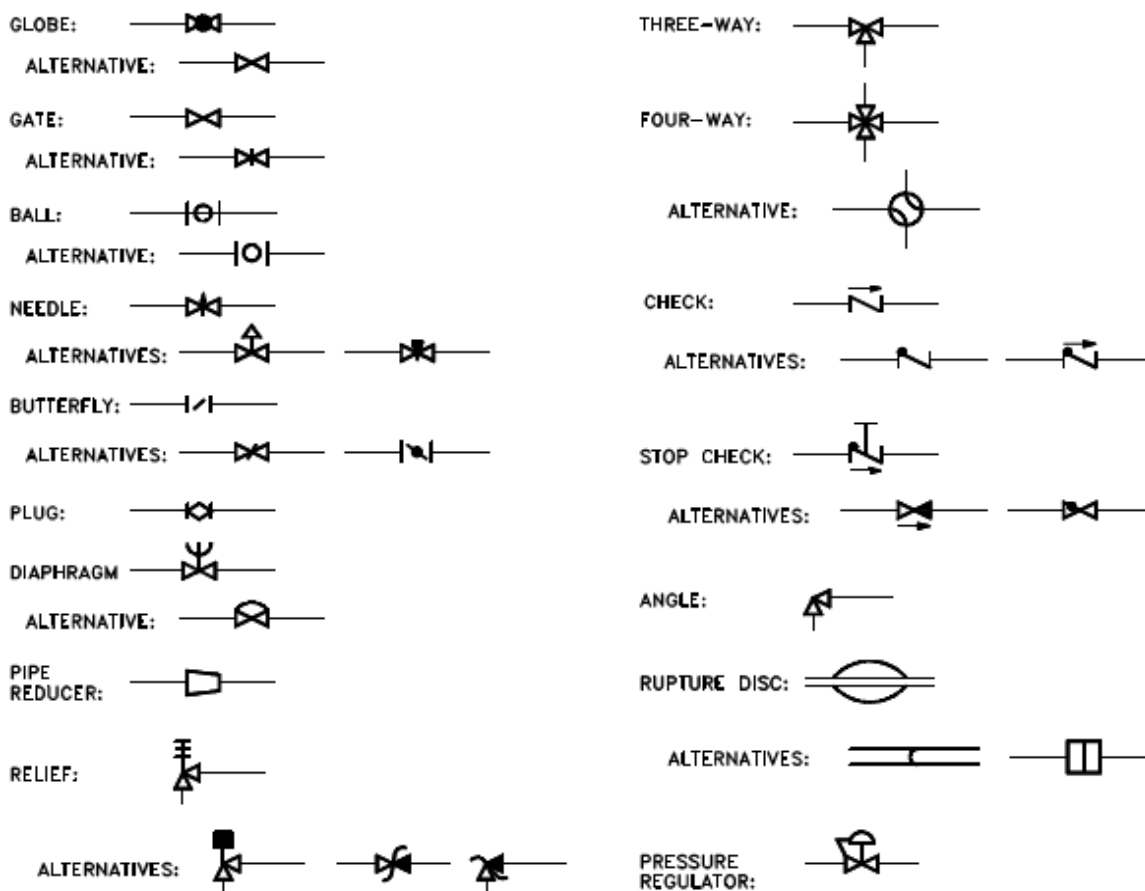 GLOBE:
ALTERNATIVE:
GATE:
ALTERNATIVE:
BALL:
ALTERNATIVE:
NEEDLE:
ALTERNATIVES:
BUTTERFLY:
ALTERNATIVES:
PLUG:
DIAPHRAGM
ALTERNATIVE:
PIPE
REDUCER:
RELIEF:
ALTERNATIVES:
THREE-WAY:
FOUR-WAY:
ALTERNATIVE:
CHECK:
ALTERNATIVES:
STOP CHECK:
ALTERNATIVES:
ANGLE:
RUPTURE DISC:
ALTERNATIVES:
PRESSURE
REGULATOR: